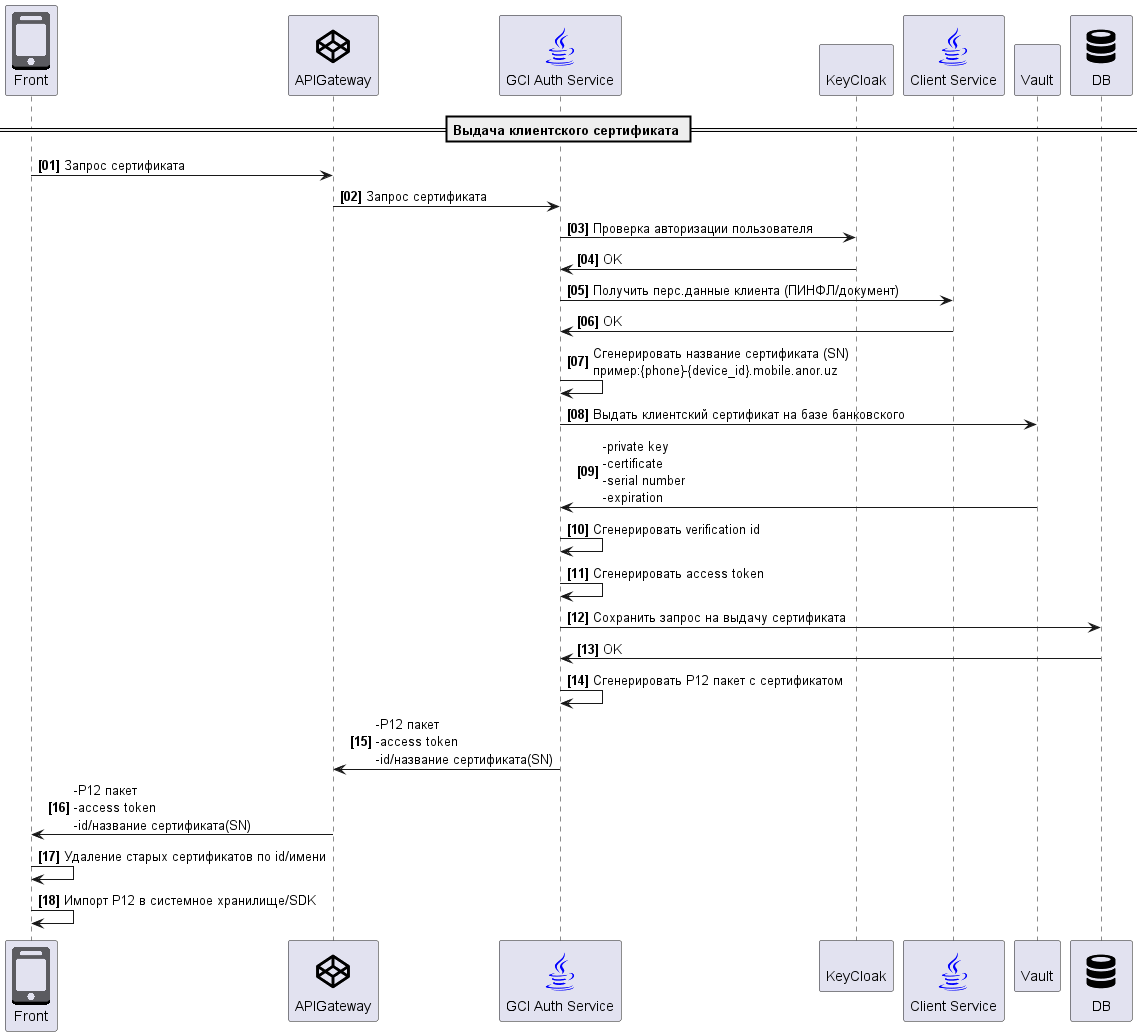 Front
APIGateway
GCI Auth Service
KeyCloak
Client Service
Vault
DB
Выдача клиентского сертификата
[01] Запрос сертификата
[02] Запрос сертификата
[03] Проверка авторизации пользователя
[04] OK
[05] Получить перс.данные клиента (ПИНФЛ/документ)
[06] OK
[07] Сгенерировать название сертификата (SN)
пример:{phone}-{device_id}.mobile.anor.uz
[08] Выдать клиентский сертификат на базе банковского
-private key
-certificate
[09]
-serial number
-expiration
[10] Сгенерировать verification id
[11] Сгенерировать access token
[12] Сохранить запрос на выдачу сертификата
[13] OK
[14] Сгенерировать P12 пакет с сертификатом
-P12 пакет
[15] -access token
-id/название сертификата(SN)
-P12 пакет
[16] -access token
-id/название сертификата(SN)
[17] Удаление старых сертификатов по id/имени
[18] Импорт P12 в системное хранилище/SDK
Front
APIGateway
GCI Auth Service
KeyCloak
Client Service
Vault
DB